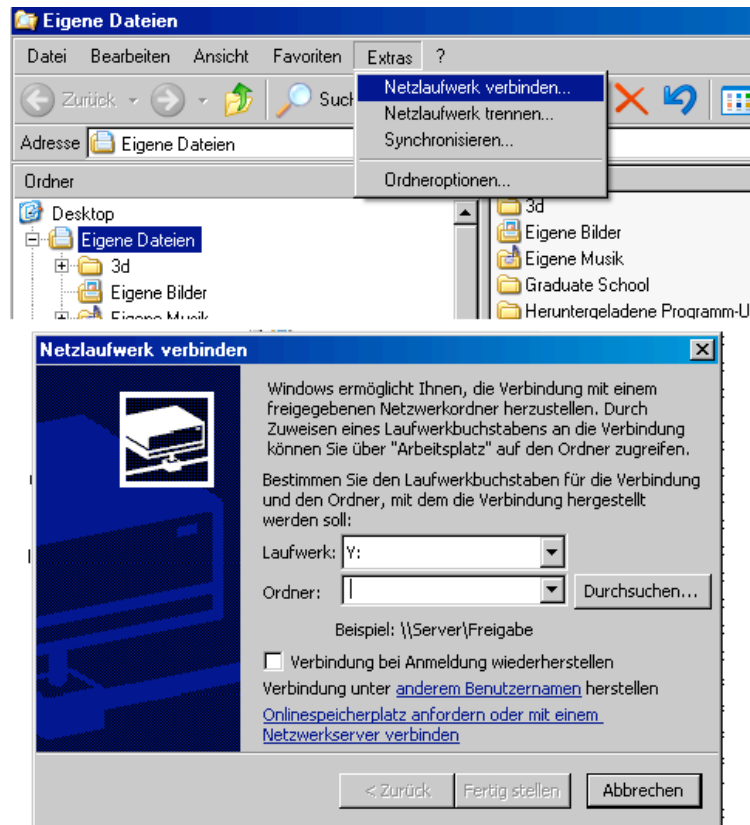 Eigene Dateien
Datei Bearbeiten Ansicht Favoriten Extras ?
Netzlaufwerk verbinden...
Netzlaufwerk trennen...
Synchronisieren...
Ordneroptionen...
Zurück
Adresse Eigene Dateien
Ordner
Desktop
Eigene Dateien
3d
Eigene Bilder
3d
Eigene Bilder
Eigene Musik
Graduate School
Heruntergeladene Programm-U
Netzlaufwerk verbinden
Windows ermöglicht Ihnen, die Verbindung mit einem
freigegebenen Netzwerkordner herzustellen. Durch
Zuweisen eines Laufwerkbuchstabens an die Verbindung
können Sie über "Arbeitsplatz" auf den Ordner zugreifen.
Bestimmen Sie den Laufwerkbuchstaben für die Verbindung
und den Ordner, mit dem die Verbindung hergestellt
werden soll:
Laufwerk: Y:
Ordner: Durchsuchen...
Beispiel: \\Server\Freigabe
Verbindung bei Anmeldung wiederherstellen
Verbindung unter anderem Benutzernamen herstellen
Onlinespeicherplatz anfordern oder mit einem
Netzwerkserver verbinden
< Zurück Fertig stellen Abbrechen